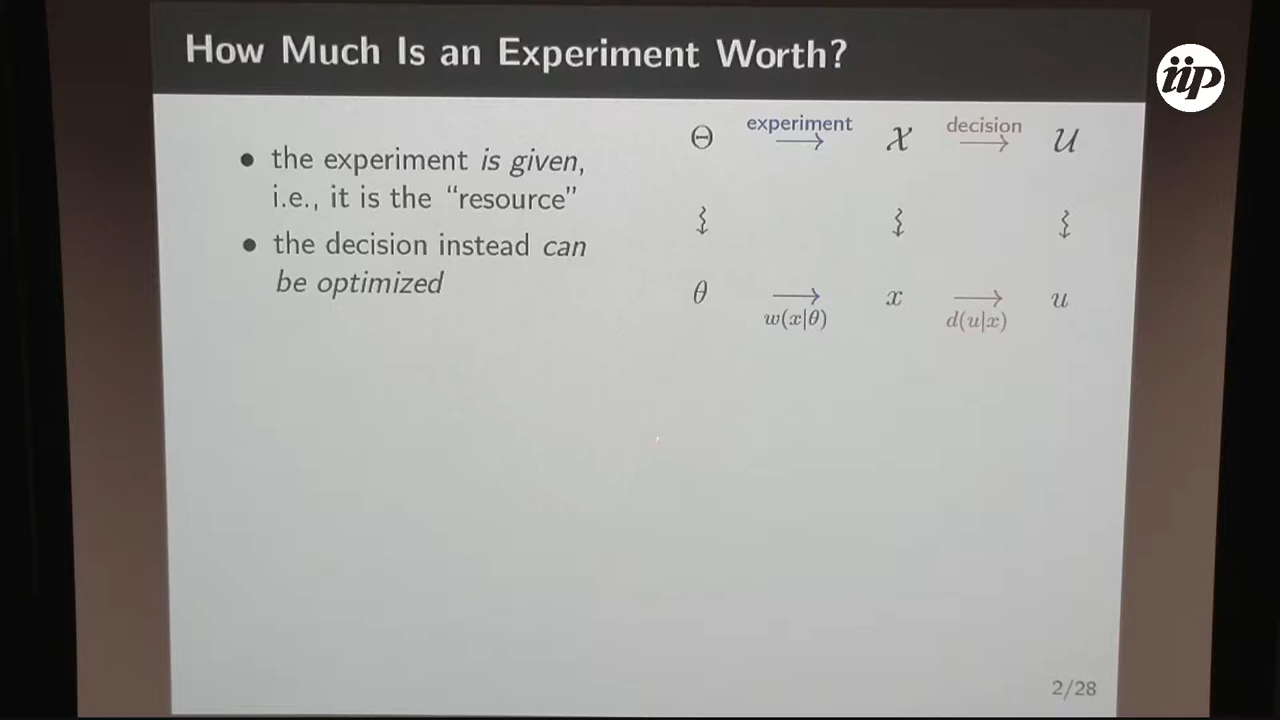 How Much Is an Experiment Worth?
iip
• the experiment is given,
i.e., it is the “resource”
• the decision instead can
be optimized
Θ experiment → 𝒳 decision → 𝒰
θ → x → u
w(x|θ) d(u|x)
2/28